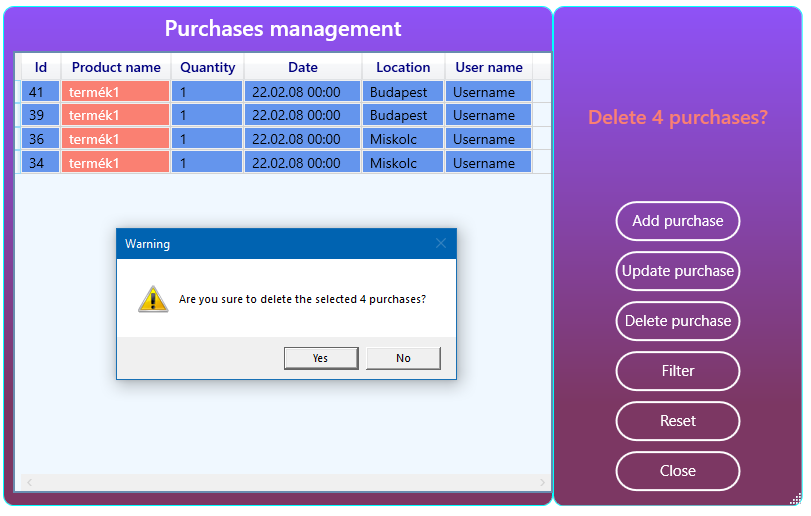 Purchases management
Id Product name Quantity Date Location User name
41 termék1 1 22.02.08 00:00 Budapest Username
39 termék1 1 22.02.08 00:00 Budapest Username
36 termék1 1 22.02.08 00:00 Miskolc Username
34 termék1 1 22.02.08 00:00 Miskolc Username
Warning
Are you sure to delete the selected 4 purchases?
Yes No
Delete 4 purchases?
Add purchase
Update purchase
Delete purchase
Filter
Reset
Close